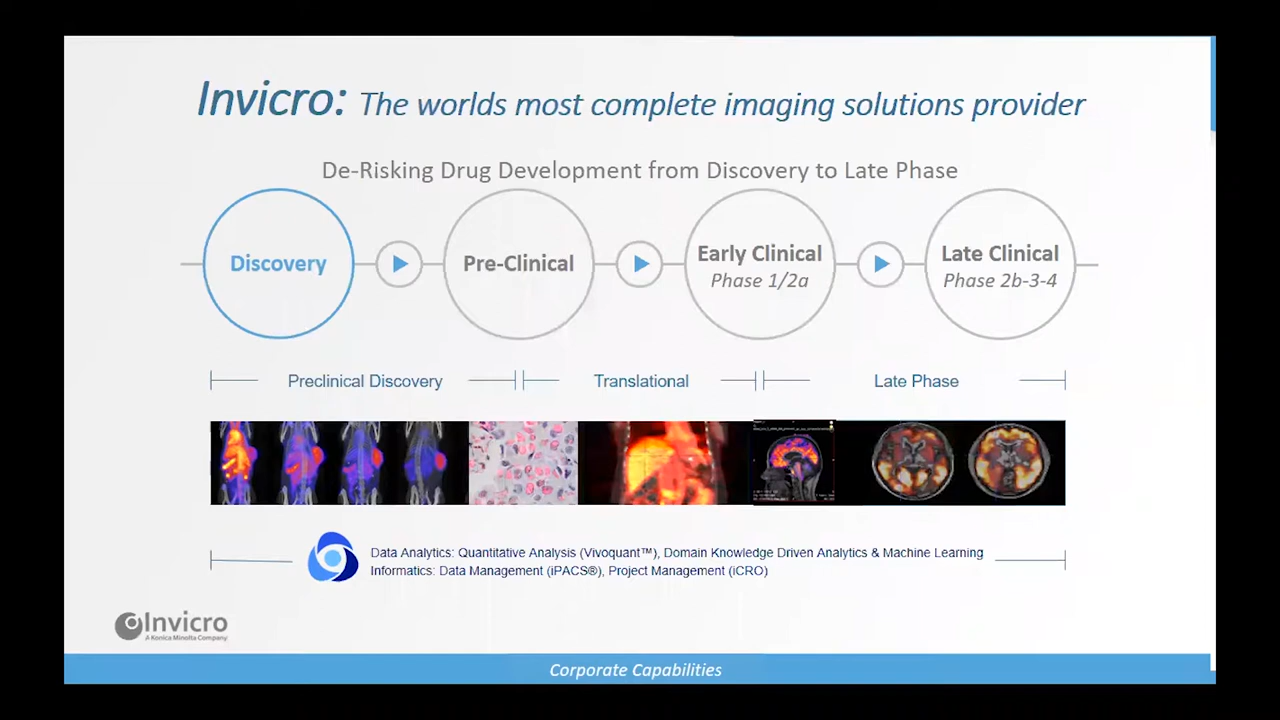 Invicro: The worlds most complete imaging solutions provider
De-Risking Drug Development from Discovery to Late Phase
Discovery
Pre-Clinical
Early Clinical
Phase 1/2a
Late Clinical
Phase 2b-3-4
Preclinical Discovery
Translational
Late Phase
Data Analytics: Quantitative Analysis (Vivoquant™), Domain Knowledge Driven Analytics & Machine Learning
Informatics: Data Management (iPACS®), Project Management (iCRO)
Invicro
A Konica Minolta Company
Corporate Capabilities